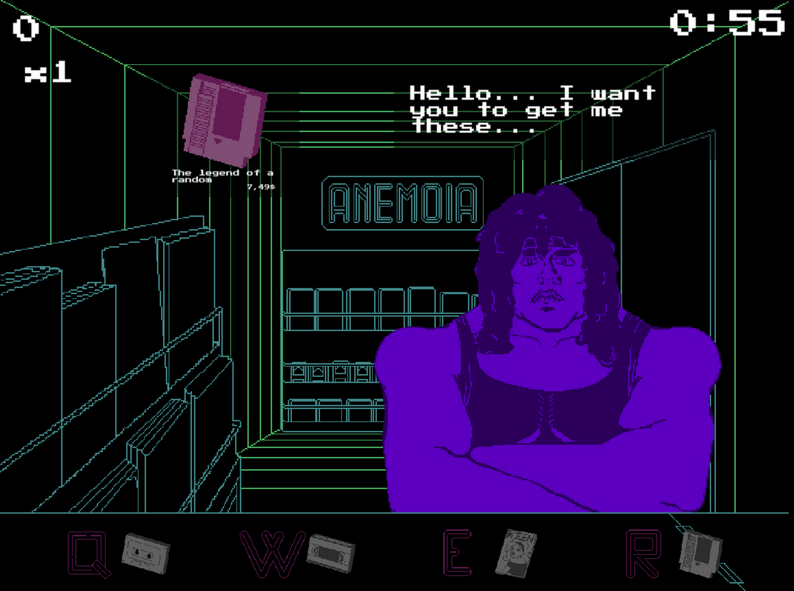 0
0:55
x1
Hello... I want
you to get me
these...
The legend of a
random
7,49$
ANEMOIA
Q
W
E
R